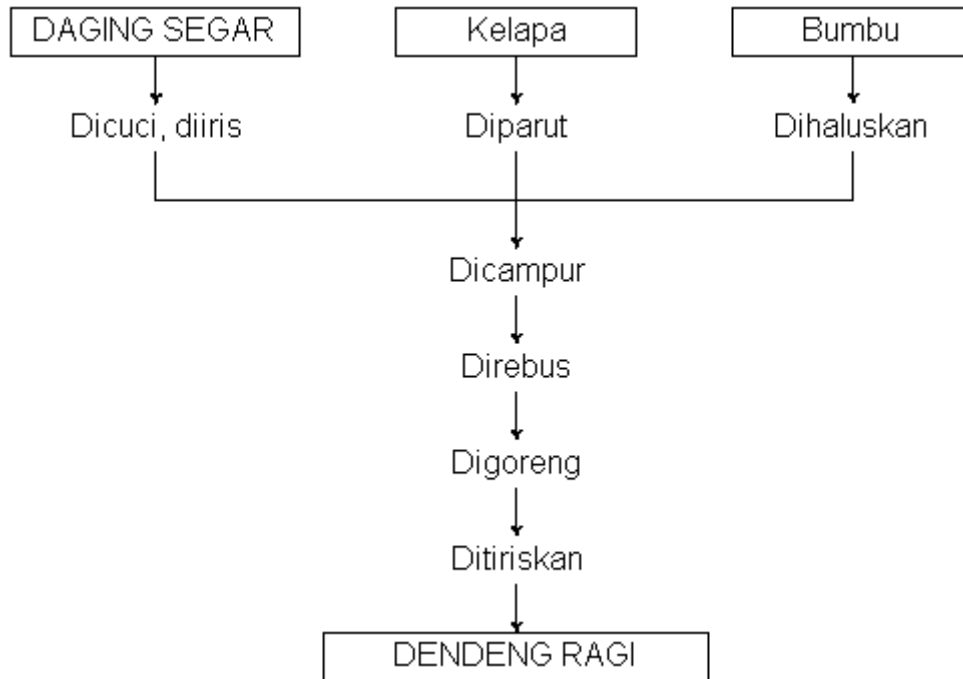 DAGING SEGAR
Kelapa
Bumbu
Dicuci, diiris
Diparut
Dihaluskan
Dicampur
Direbus
Digoreng
Ditiriskan
DENDENG RAGI